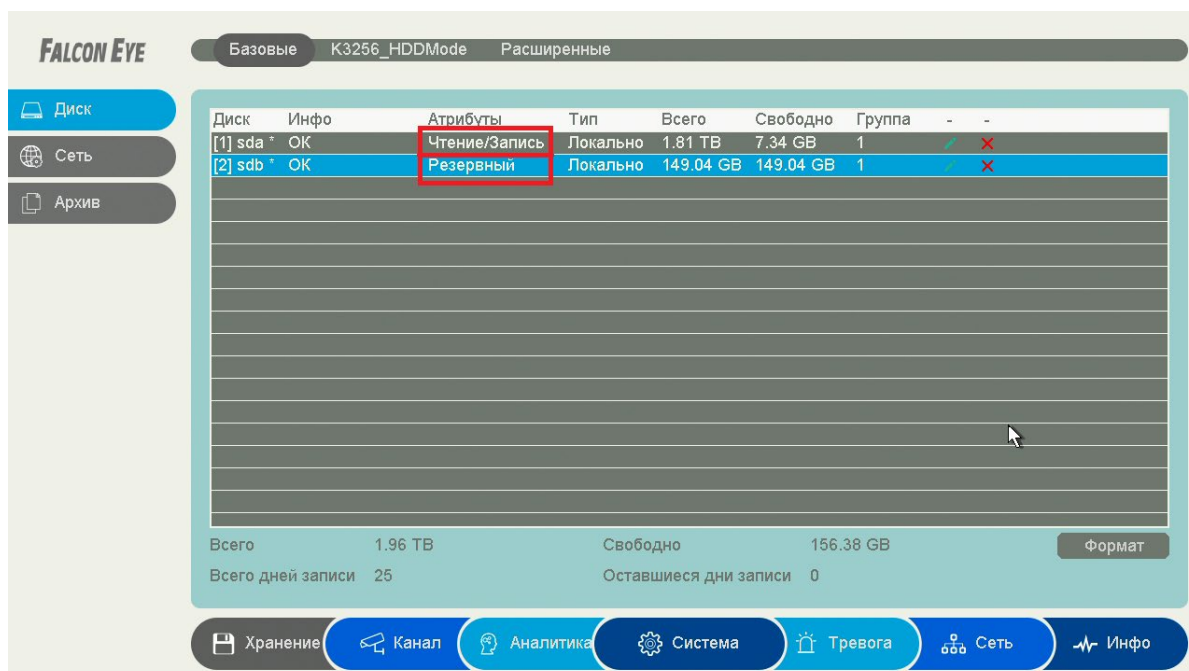 FALCON EYE
Базовые K3256_HDDMode Расширенные
Диск
Сеть
Архив
Диск Инфо Атрибуты Тип Всего Свободно Группа - -
[1] sda * ОК Чтение/Запись Локально 1.81 TB 7.34 GB 1
[2] sdb * ОК Резервный Локально 149.04 GB 149.04 GB 1
Всего 1.96 TB Свободно 156.38 GB Формат
Всего дней записи 25 Оставшиеся дни записи 0
Хранение Канал Аналитика Система Тревога Сеть Инфо